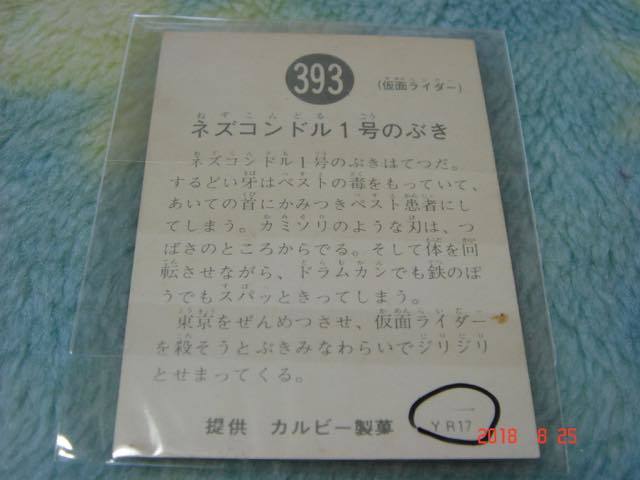 393
(仮面ライダー)
ネズコンドル1号のぶき
ネズコンドル1号のぶきはてつだ。
するどい牙はペストの毒をもっていて、
あいての首にかみつきペスト患者にし
てしまう。カミソリのような刃は、つ
ばさのところからでる。そして体を回
転させながら、ドラムカンでも鉄のぼ
うでもスパッときってしまう。
東京をぜんめつさせ、仮面ライダー
を殺そうとぶきみなわらいでジリジリ
とせまってくる。
提供 カルビー製菓
YR17
2018 8 25